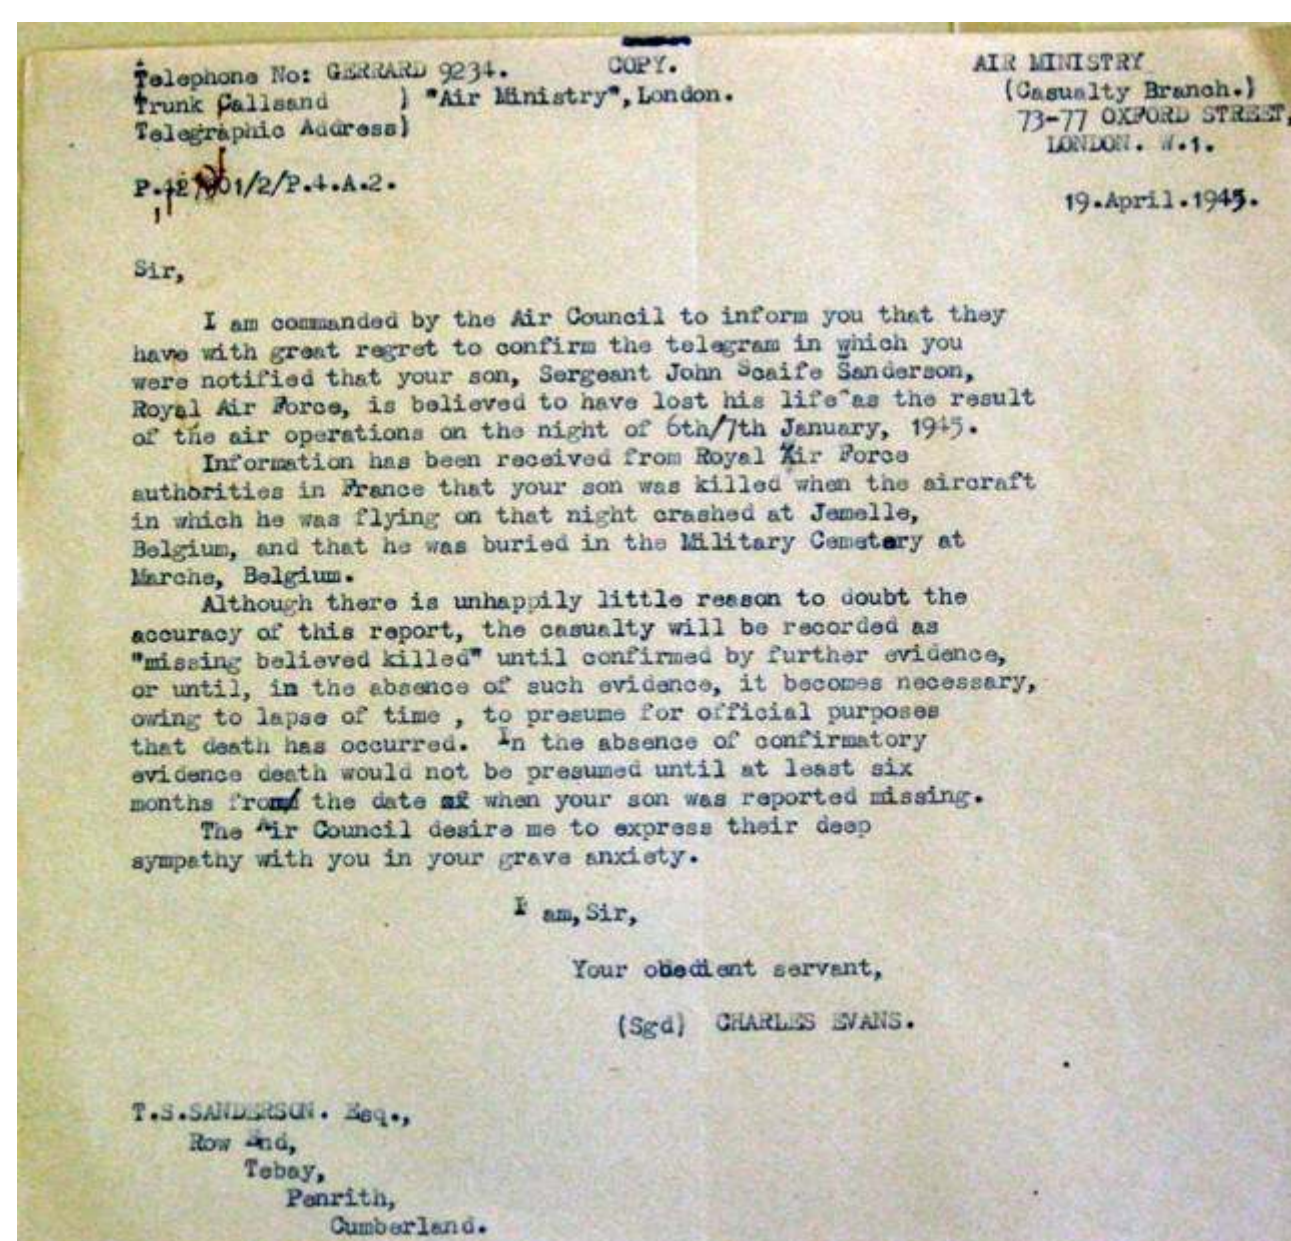 Telephone No: GERRARD 9234. COPY. AIR MINISTRY
Trunk Callsand ) "Air Ministry", London. (Casualty Branch.)
Telegraphic Address) 73-77 OXFORD STREET,
LONDON. W.1.
01/2/P.4.A.2.
19.April.1945.
Sir,
I am commanded by the Air Council to inform you that they
have with great regret to confirm the telegram in which you
were notified that your son, Sergeant John Scaife Sanderson,
Royal Air Force, is believed to have lost his life as the result
of the air operations on the night of 6th/7th January, 1945.
Information has been received from Royal Air Force
authorities in France that your son was killed when the aircraft
in which he was flying on that night crashed at Jemelle,
Belgium, and that he was buried in the Military Cemetery at
Marche, Belgium.
Although there is unhappily little reason to doubt the
accuracy of this report, the casualty will be recorded as
"missing believed killed" until confirmed by further evidence,
or until, in the absence of such evidence, it becomes necessary,
owing to lapse of time , to presume for official purposes
that death has occurred. In the absence of confirmatory
evidence death would not be presumed until at least six
months from the date when your son was reported missing.
The Air Council desire me to express their deep
sympathy with you in your grave anxiety.
I am, Sir,
Your obedient servant,
(Sgd) CHARLES EVANS.
T.S.SANDERSON. Esq.,
Row End,
Tebay,
Penrith,
Cumberland.